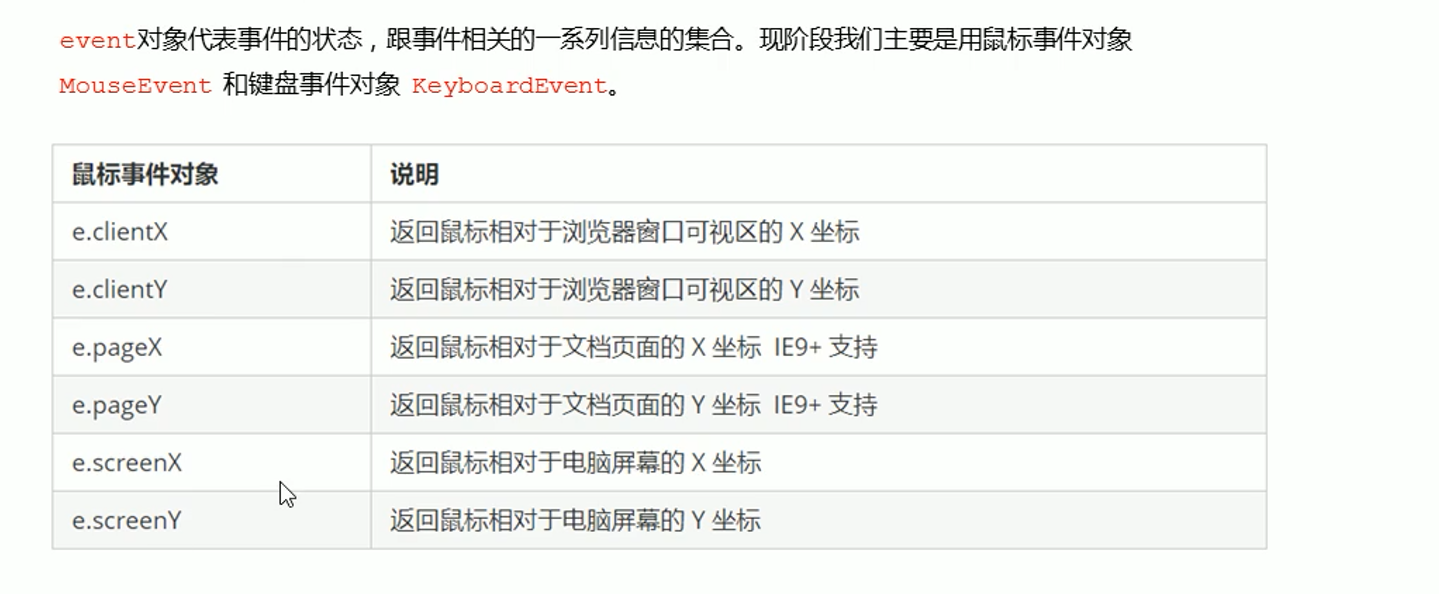 event对象代表事件的状态，跟事件相关的一系列信息的集合。现阶段我们主要是用鼠标事件对象
MouseEvent 和键盘事件对象 KeyboardEvent。
鼠标事件对象 说明
e.clientX 返回鼠标相对于浏览器窗口可视区的 X 坐标
e.clientY 返回鼠标相对于浏览器窗口可视区的 Y 坐标
e.pageX 返回鼠标相对于文档页面的 X 坐标 IE9+ 支持
e.pageY 返回鼠标相对于文档页面的 Y 坐标 IE9+ 支持
e.screenX 返回鼠标相对于电脑屏幕的 X 坐标
e.screenY 返回鼠标相对于电脑屏幕的 Y 坐标